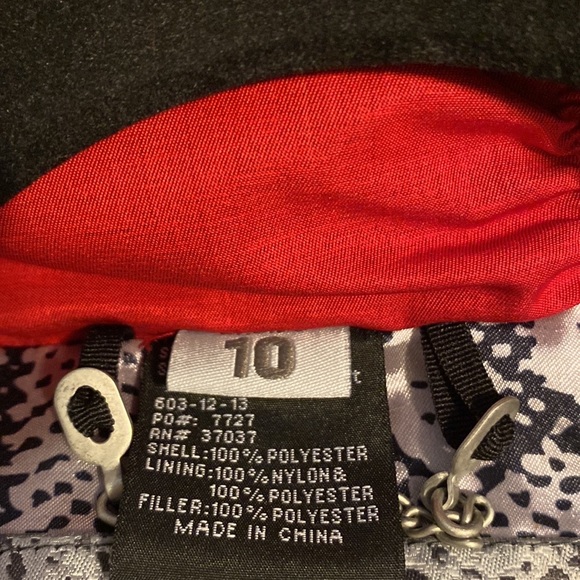 10
603-12-13
PO#: 7727
RN# 37037
SHELL:100%POLYESTER
LINING:100%NYLON&
100%POLYESTER
FILLER:100%POLYESTER
MADE IN CHINA